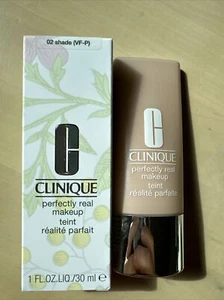 02 shade (VF-P)
C
CLINIQUE
perfectly real
makeup
teint
réalité parfait
1 FL.OZ.LIQ./30 ml ℮
C
CLINIQUE
perfectly real
makeup
teint
réalité parfaite